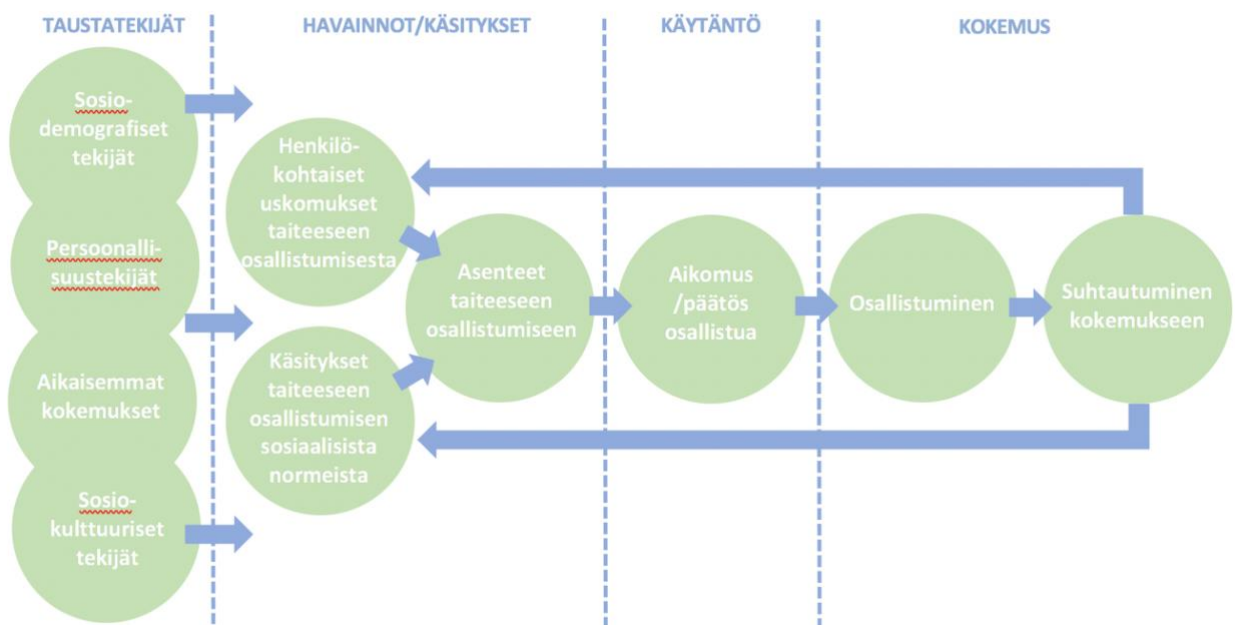 TAUSTATEKIJÄT
HAVAINNOT/KÄSITYKSET
KÄYTÄNTÖ
KOKEMUS
Sosio-
demografiset
tekijät
Persoonalli-
suustekijät
Aikaisemmat
kokemukset
Sosio-
kulttuuriset
tekijät
Henkilö-
kohtaiset
uskomukset
taiteeseen
osallistumisesta
Käsitykset
taiteeseen
osallistumisen
sosiaalisista
normeista
Asenteet
taiteeseen
osallistumiseen
Aikomus
/päätös
osallistua
Osallistuminen
Suhtautuminen
kokemukseen